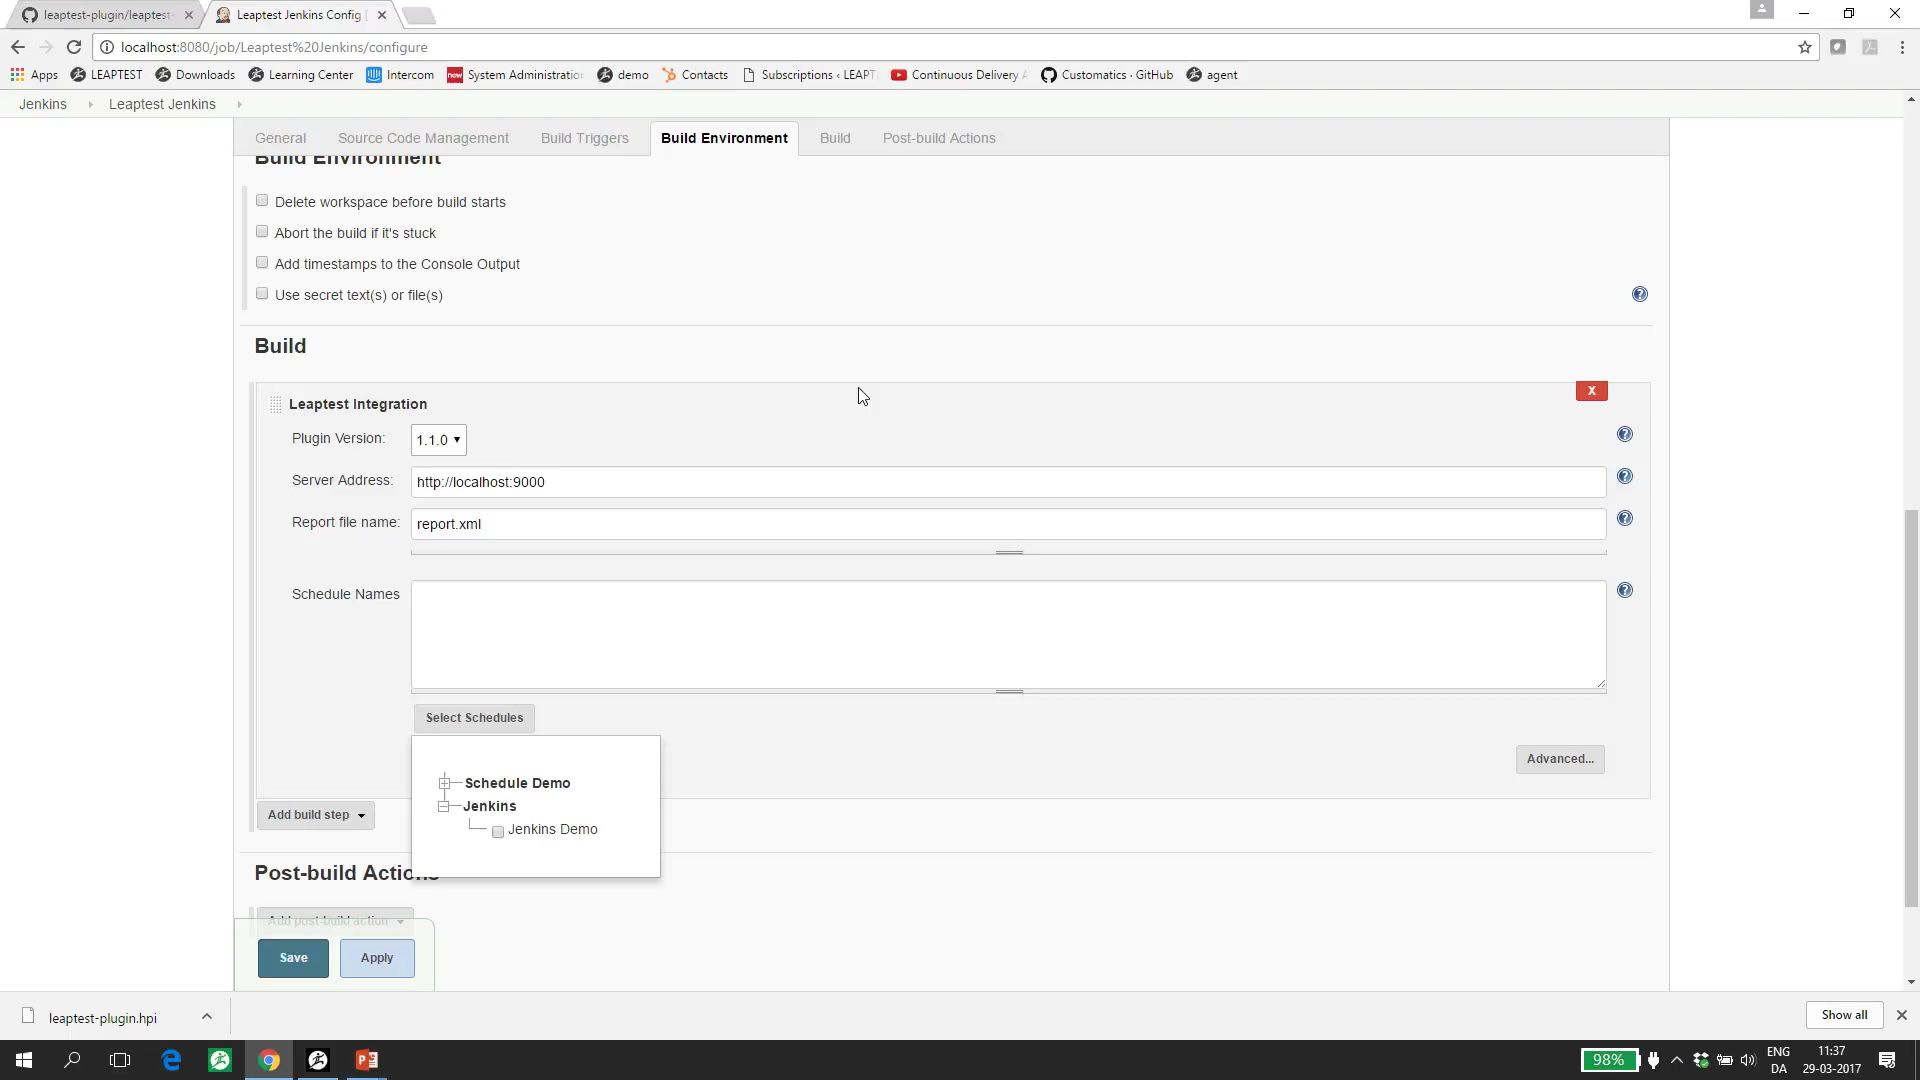 leaptest-plugin/leaptest-
Leaptest Jenkins Config [
localhost:8080/job/Leaptest%20Jenkins/configure
Apps LEAPTEST Downloads Learning Center Intercom now System Administratio demo Contacts Subscriptions ‹ LEAPT Continuous Delivery Customatics · GitHub agent
Jenkins Leaptest Jenkins
General Source Code Management Build Triggers Build Environment Build Post-build Actions
Build Environment
Delete workspace before build starts
Abort the build if it's stuck
Add timestamps to the Console Output
Use secret text(s) or file(s)
Build
X
Leaptest Integration
Plugin Version: 1.1.0
Server Address: http://localhost:9000
Report file name: report.xml
Schedule Names
Select Schedules
Advanced...
Schedule Demo
Jenkins
Jenkins Demo
Add build step
Post-build Actions
Add post-build action
Save Apply
leaptest-plugin.hpi
Show all
98%
ENG
DA
11:37
29-03-2017